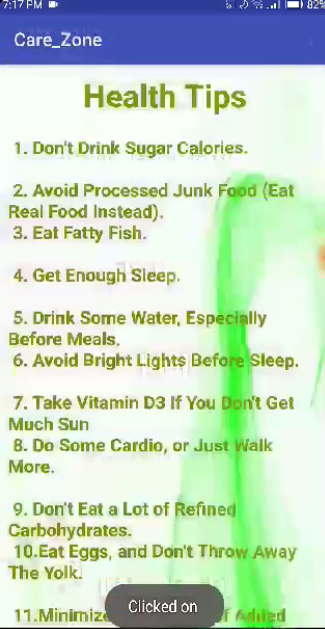 7:17 PM
82%
Care_Zone
Health Tips
1. Don't Drink Sugar Calories.
2. Avoid Processed Junk Food (Eat
Real Food Instead).
3. Eat Fatty Fish.
4. Get Enough Sleep.
5. Drink Some Water, Especially
Before Meals.
6. Avoid Bright Lights Before Sleep.
7. Take Vitamin D3 If You Don't Get
Much Sun
8. Do Some Cardio, or Just Walk
More.
9. Don't Eat a Lot of Refined
Carbohydrates.
10.Eat Eggs, and Don't Throw Away
The Yolk.
11.Minimize Added
Clicked on